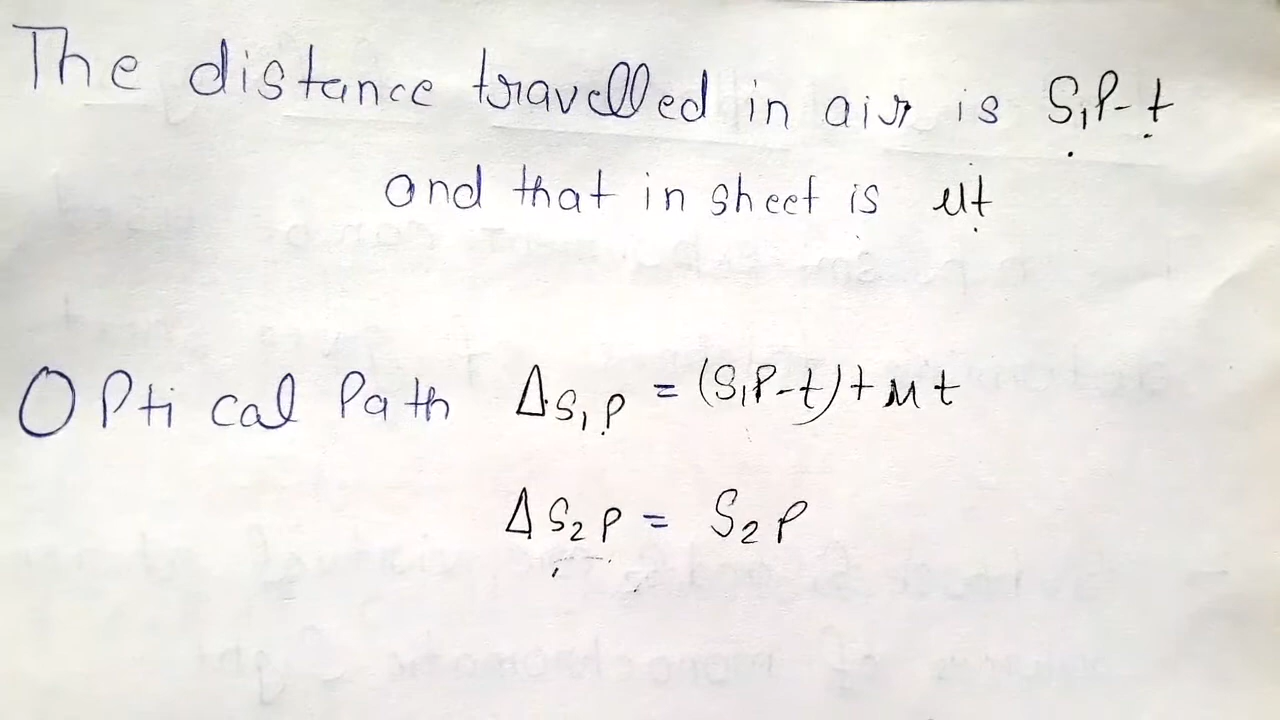 The distance travelled in air is S₁P-t
and that in sheet is μt
Optical Path Δs₁p = (S₁P-t)+μt
Δs₂p = S₂P